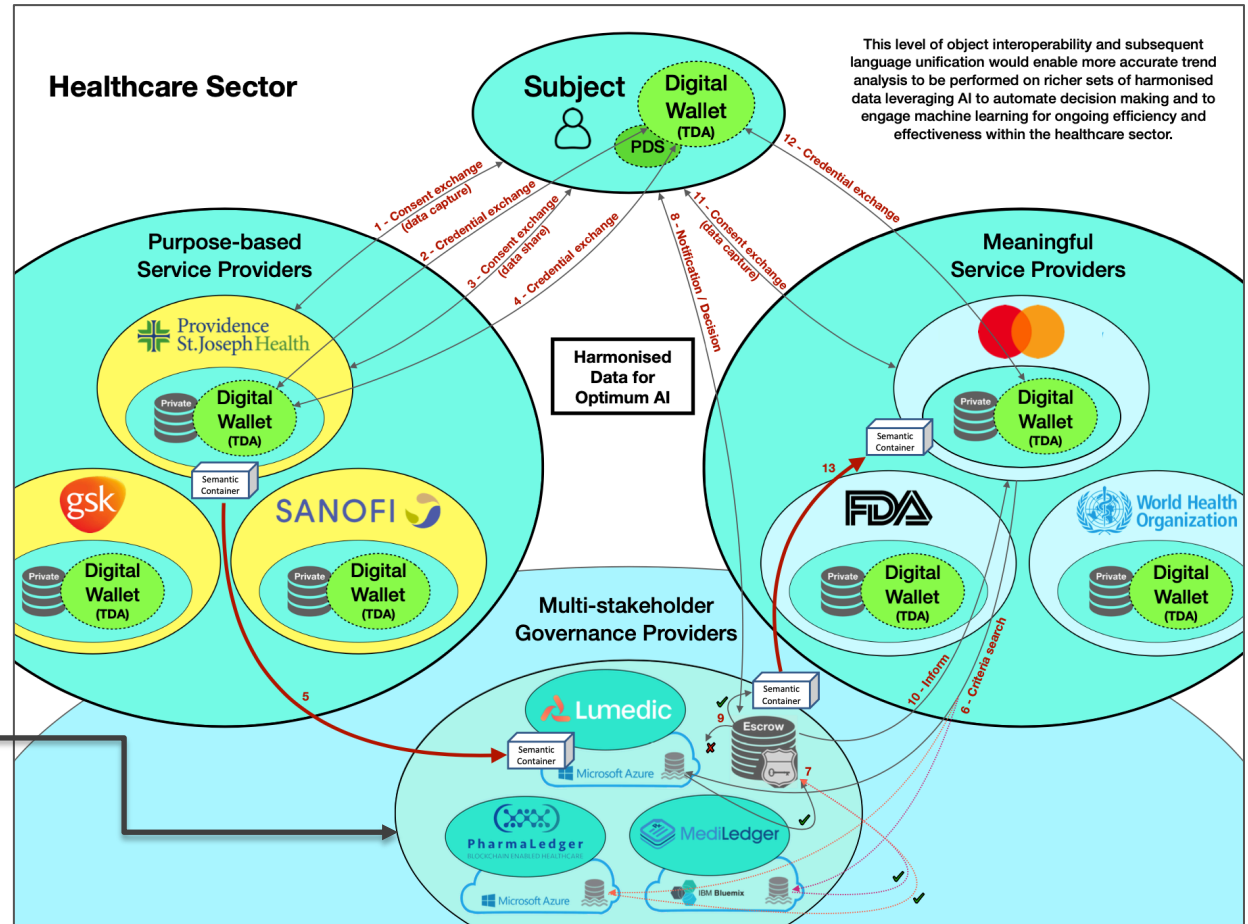 Healthcare Sector
This level of object interoperability and subsequent
language unification would enable more accurate trend
analysis to be performed on richer sets of harmonised
data leveraging AI to automate decision making and to
engage machine learning for ongoing efficiency and
effectiveness within the healthcare sector.
Subject
Digital
Wallet
(TDA)
PDS
1 - Consent exchange
(data capture)
2 - Credential exchange
3 - Consent exchange
(data share)
4 - Credential exchange
8 - Notification / Decision
11 - Consent exchange
(data capture)
12 - Credential exchange
Purpose-based
Service Providers
Providence
St.Joseph Health
Private
Digital
Wallet
(TDA)
Semantic
Container
gsk
Private
Digital
Wallet
(TDA)
SANOFI
Private
Digital
Wallet
(TDA)
Harmonised
Data for
Optimum AI
Meaningful
Service Providers
Private
Digital
Wallet
(TDA)
Semantic
Container
13
FDA
Private
Digital
Wallet
(TDA)
World Health
Organization
Private
Digital
Wallet
(TDA)
5
10 - Inform
6 - Criteria search
Multi-stakeholder
Governance Providers
Lumedic
Semantic
Container
Microsoft Azure
Semantic
Container
9
Escrow
7
PharmaLedger
BLOCKCHAIN ENABLED HEALTHCARE
Microsoft Azure
MediLedger
IBM Bluemix